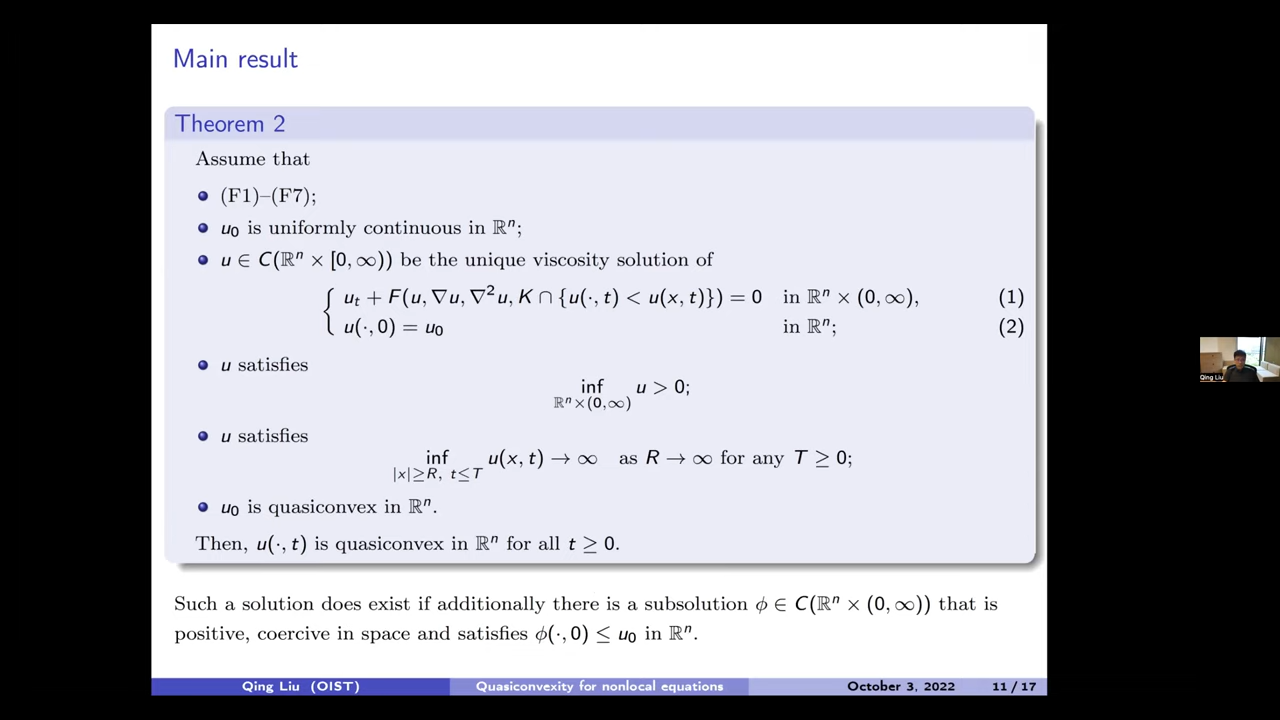 Main result
Theorem 2
Assume that
(F1)–(F7);
u₀ is uniformly continuous in ℝⁿ;
u ∈ C(ℝⁿ × [0, ∞)) be the unique viscosity solution of
uₜ + F(u, ∇u, ∇²u, K ∩ {u(·, t) < u(x, t)}) = 0 in ℝⁿ × (0, ∞), (1)
u(·, 0) = u₀ in ℝⁿ; (2)
u satisfies
inf u > 0;
ℝⁿ×(0,∞)
u satisfies
inf u(x, t) → ∞ as R → ∞ for any T ≥ 0;
|x|≥R, t≤T
u₀ is quasiconvex in ℝⁿ.
Then, u(·, t) is quasiconvex in ℝⁿ for all t ≥ 0.
Such a solution does exist if additionally there is a subsolution ϕ ∈ C(ℝⁿ × (0, ∞)) that is
positive, coercive in space and satisfies ϕ(·, 0) ≤ u₀ in ℝⁿ.
Qing Liu (OIST) Quasiconvexity for nonlocal equations October 3, 2022 11 / 17
Qing Liu